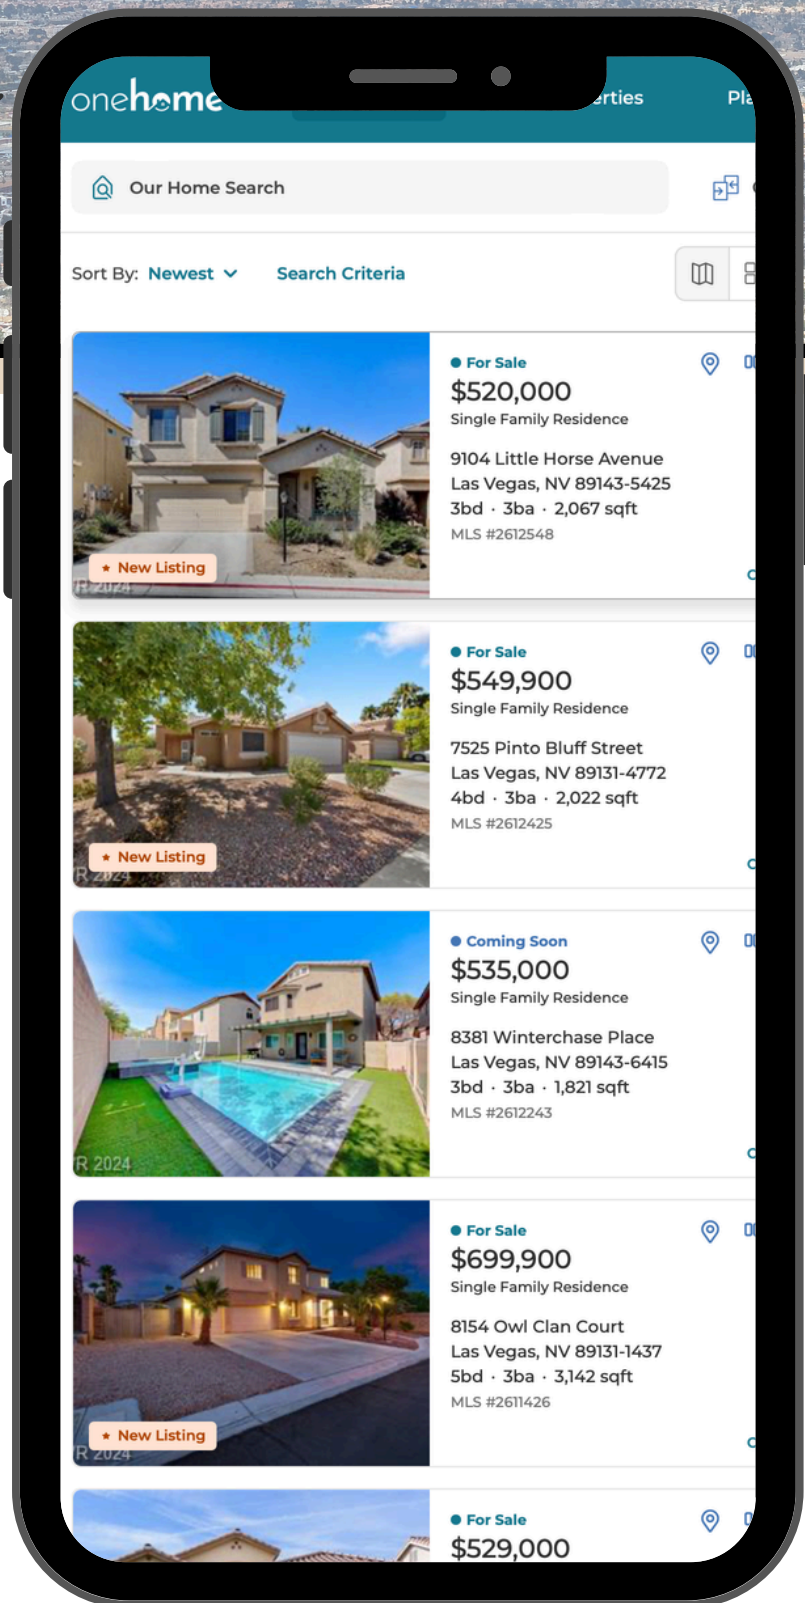 onehome
Our Home Search
Sort By: Newest
Search Criteria
For Sale
$520,000
Single Family Residence
9104 Little Horse Avenue
Las Vegas, NV 89143-5425
3bd · 3ba · 2,067 sqft
MLS #2612548
New Listing
R 2024
For Sale
$549,900
Single Family Residence
7525 Pinto Bluff Street
Las Vegas, NV 89131-4772
4bd · 3ba · 2,022 sqft
MLS #2612425
New Listing
R 2024
Coming Soon
$535,000
Single Family Residence
8381 Winterchase Place
Las Vegas, NV 89143-6415
3bd · 3ba · 1,821 sqft
MLS #2612243
R 2024
For Sale
$699,900
Single Family Residence
8154 Owl Clan Court
Las Vegas, NV 89131-1437
5bd · 3ba · 3,142 sqft
MLS #2611426
New Listing
R 2024
For Sale
$529,000